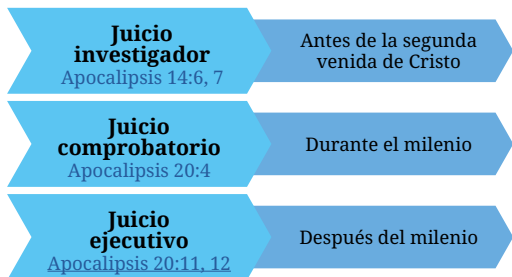 Juicio
investigador
Apocalipsis 14:6, 7
Antes de la segunda
venida de Cristo
Juicio
comprobatorio
Apocalipsis 20:4
Durante el milenio
Juicio
ejecutivo
Apocalipsis 20:11, 12
Después del milenio